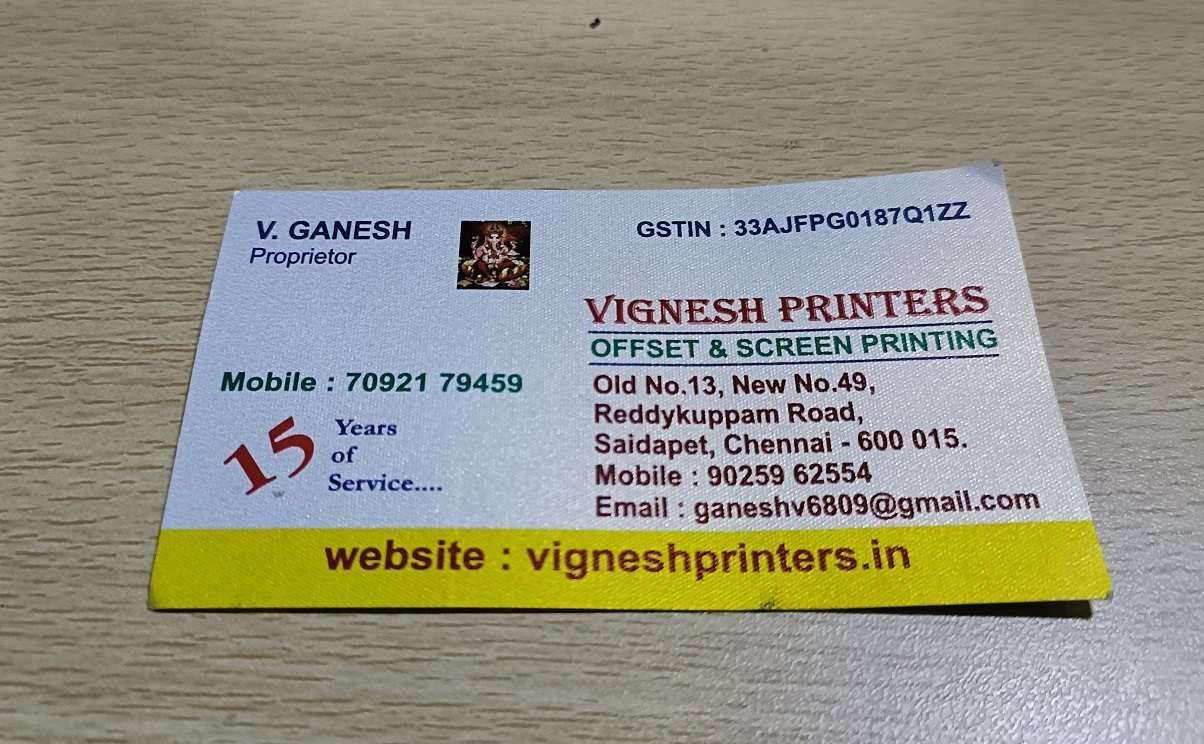 V. GANESH
Proprietor
GSTIN : 33AJFPG0187Q1ZZ
VIGNESH PRINTERS
OFFSET & SCREEN PRINTING
Mobile : 70921 79459
15 Years
of
Service....
Old No.13, New No.49,
Reddykuppam Road,
Saidapet, Chennai - 600 015.
Mobile : 90259 62554
Email : ganeshv6809@gmail.com
website : vigneshprinters.in